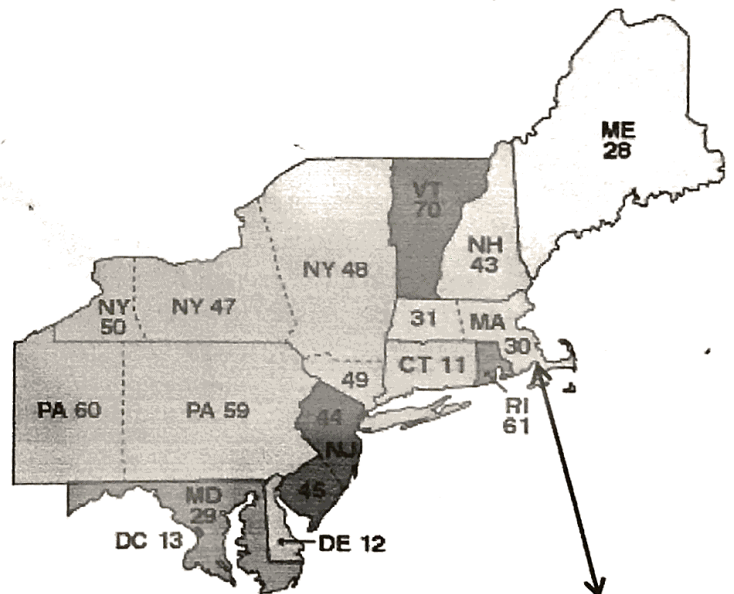 ME
28
VT
70
NH
43
NY 48
NY 47
NY
50
31
MA
30
CT 11
49
RI
61
PA 60
PA 59
44
NJ
45
MD
29
DC 13
DE 12